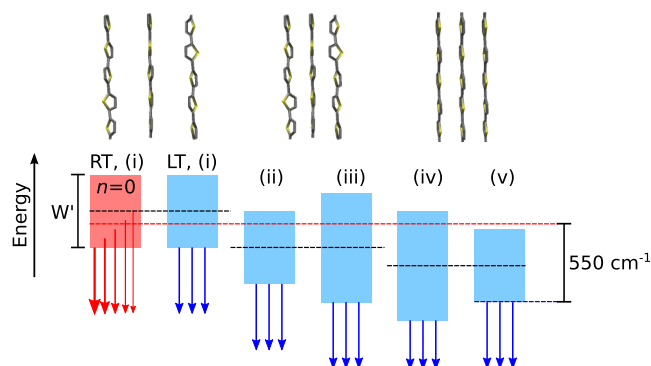 RT, (i)
LT, (i)
(ii)
(iii)
(iv)
(v)
n=0
W'
Energy
550 cm⁻¹